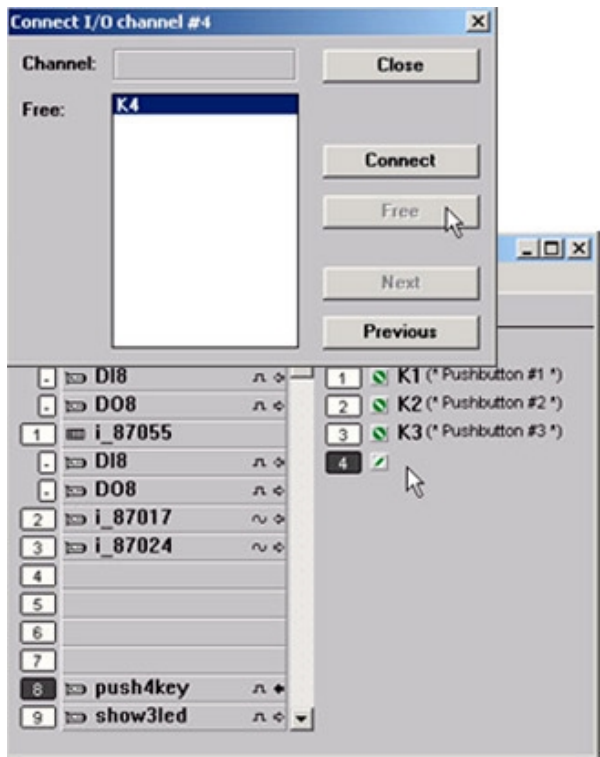 Connect I/O channel #4
Channel:
Close
Free:
K4
Connect
Free
Next
Previous
. DI8
. DO8
1 i_87055
. DI8
. DO8
2 i_87017
3 i_87024
4
5
6
7
8 push4key
9 show3led
1 K1 (* Pushbutton #1 *)
2 K2 (* Pushbutton #2 *)
3 K3 (* Pushbutton #3 *)
4